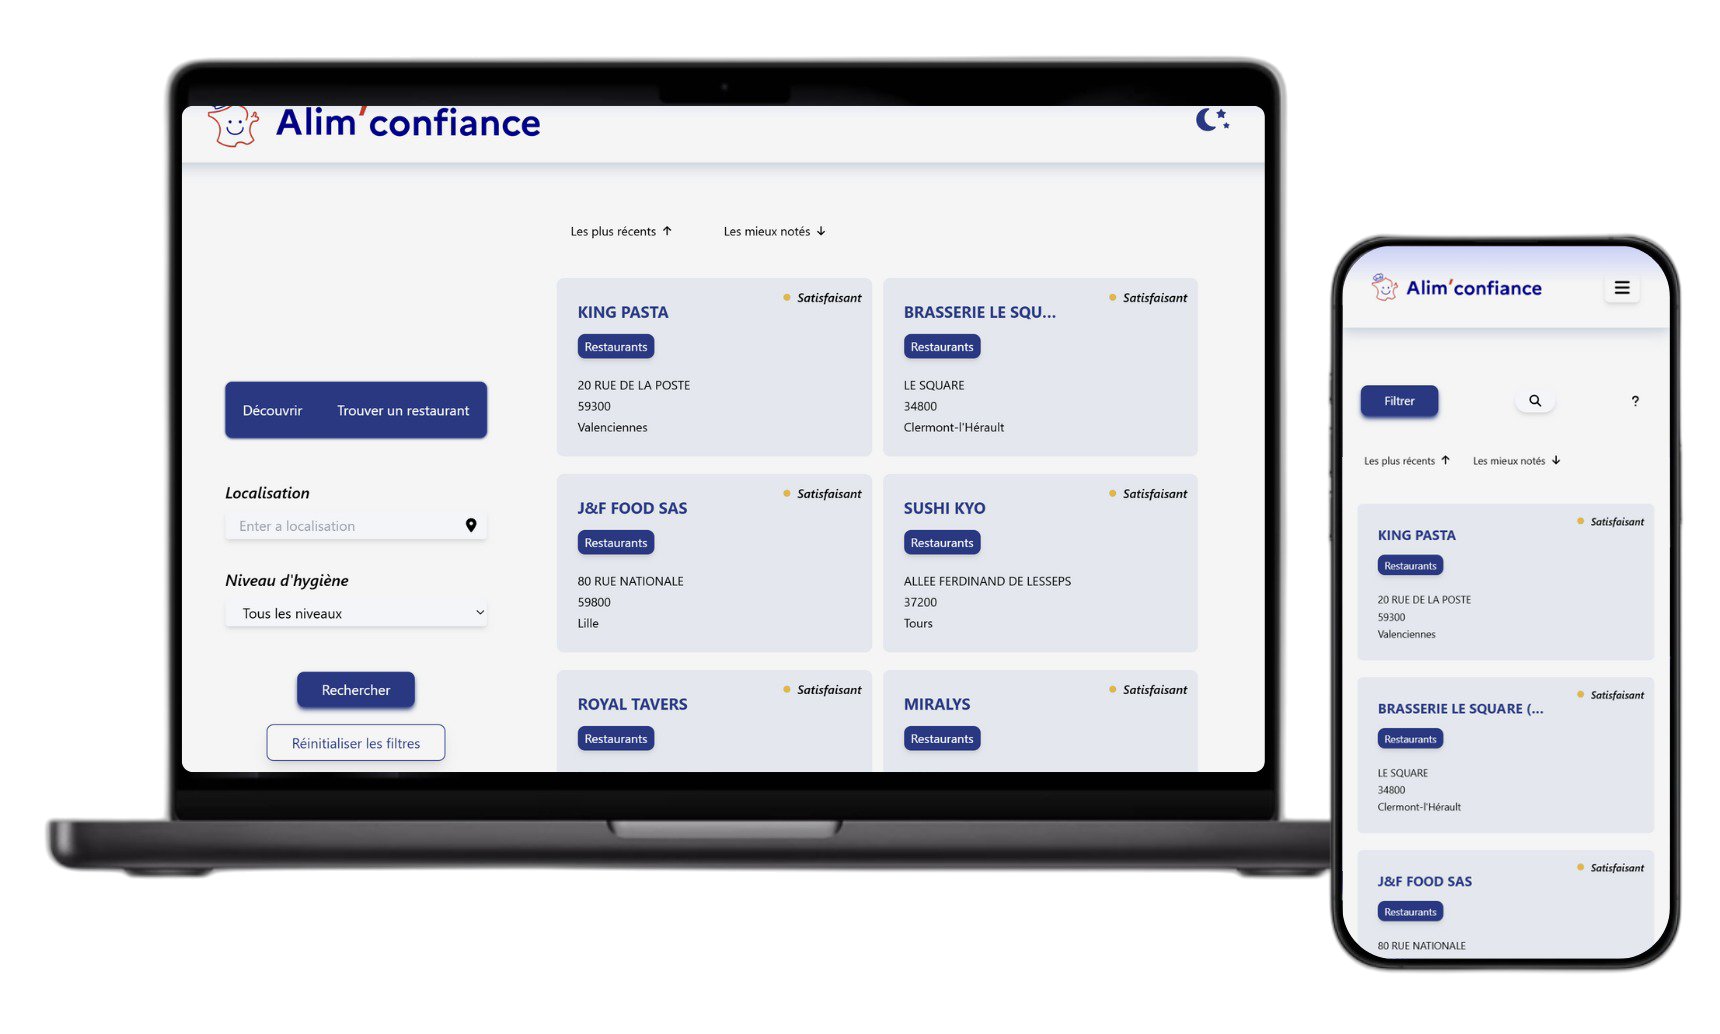 Alim'confiance
Les plus récents ↑ Les mieux notés ↓
Découvrir Trouver un restaurant
Localisation
Enter a localisation
Niveau d'hygiène
Tous les niveaux
Rechercher
Réinitialiser les filtres
Satisfaisant
KING PASTA
Restaurants
20 RUE DE LA POSTE
59300
Valenciennes
Satisfaisant
BRASSERIE LE SQU...
Restaurants
LE SQUARE
34800
Clermont-l'Hérault
Satisfaisant
J&F FOOD SAS
Restaurants
80 RUE NATIONALE
59800
Lille
Satisfaisant
SUSHI KYO
Restaurants
ALLEE FERDINAND DE LESSEPS
37200
Tours
Satisfaisant
ROYAL TAVERS
Restaurants
Satisfaisant
MIRALYS
Restaurants
Alim'confiance
Filtrer ?
Les plus récents ↑ Les mieux notés ↓
Satisfaisant
KING PASTA
Restaurants
20 RUE DE LA POSTE
59300
Valenciennes
Satisfaisant
BRASSERIE LE SQUARE (...
Restaurants
LE SQUARE
34800
Clermont-l'Hérault
Satisfaisant
J&F FOOD SAS
Restaurants
80 RUE NATIONALE